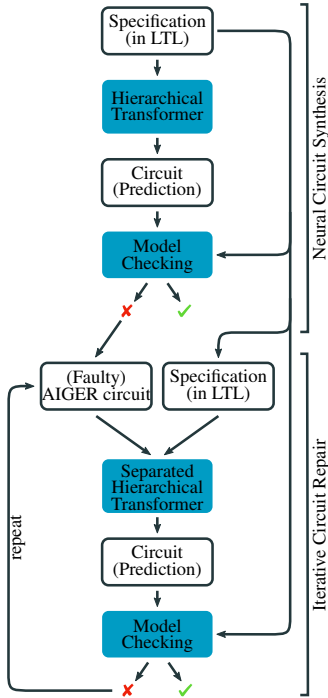 Specification
(in LTL)
Hierarchical
Transformer
Circuit
(Prediction)
Model
Checking
Neural Circuit Synthesis
(Faulty)
AIGER circuit
Specification
(in LTL)
Separated
Hierarchical
Transformer
Circuit
(Prediction)
Model
Checking
repeat
Iterative Circuit Repair